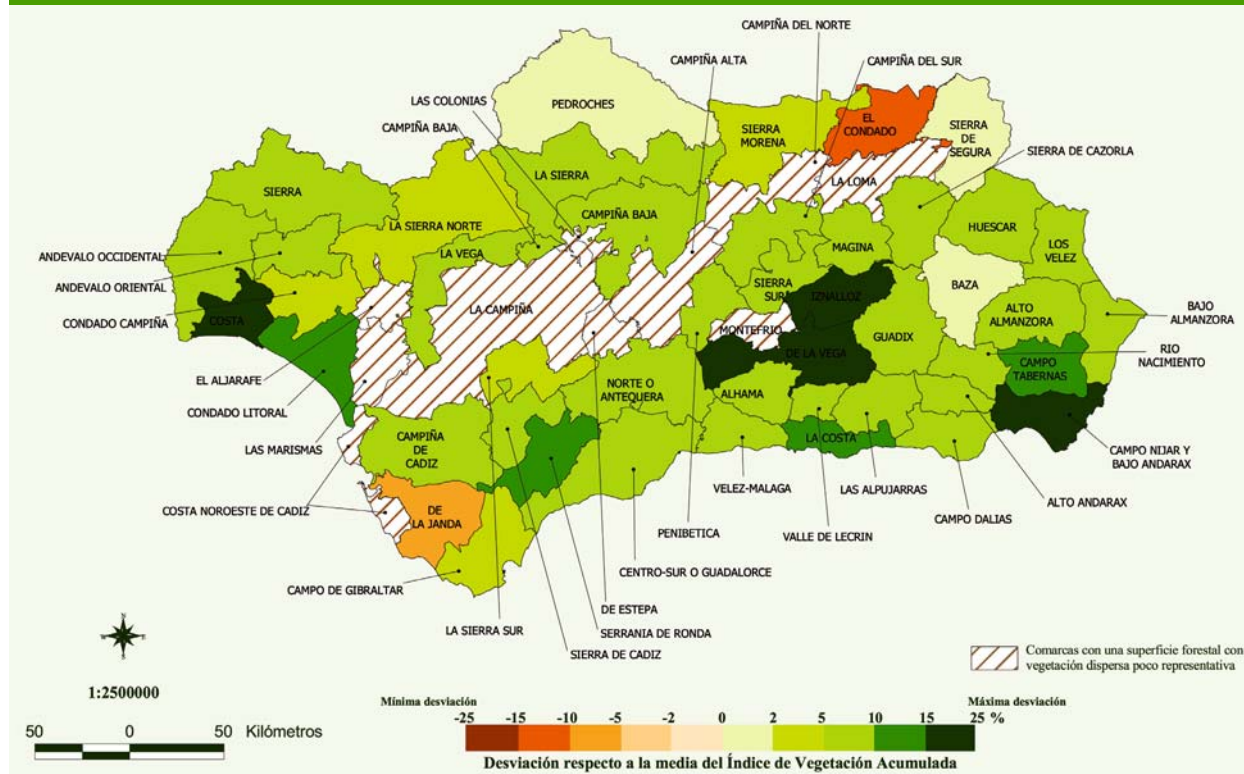 CAMPIÑA DEL NORTE
CAMPIÑA ALTA
CAMPIÑA DEL SUR
LAS COLONIAS
CAMPIÑA BAJA
PEDROCHES
SIERRA
MORENA
EL
CONDADO
SIERRA
DE
SEGURA
SIERRA DE CAZORLA
LA LOMA
LA SIERRA
SIERRA
CAMPIÑA BAJA
LA SIERRA NORTE
LA VEGA
MAGINA
HUESCAR
LOS
VELEZ
ANDEVALO OCCIDENTAL
ANDEVALO ORIENTAL
CONDADO CAMPIÑA
COSTA
LA CAMPIÑA
SIERRA
SUR
IZNALLOZ
BAZA
ALTO
ALMANZORA
BAJO
ALMANZORA
MONTEFRIO
DE LA VEGA
GUADIX
RIO
NACIMIENTO
CAMPO
TABERNAS
EL ALJARAFE
CONDADO LITORAL
LAS MARISMAS
NORTE O
ANTEQUERA
ALHAMA
CAMPIÑA
DE
CADIZ
LA COSTA
CAMPO NIJAR Y
BAJO ANDARAX
COSTA NOROESTE DE CADIZ
DE
LA JANDA
VELEZ-MALAGA
LAS ALPUJARRAS
ALTO ANDARAX
CAMPO DALIAS
PENIBETICA
VALLE DE LECRIN
CENTRO-SUR O GUADALORCE
CAMPO DE GIBRALTAR
DE ESTEPA
LA SIERRA SUR
SERRANIA DE RONDA
SIERRA DE CADIZ
N
Comarcas con una superficie forestal con
vegetación dispersa poco representativa
1:2500000
50 0 50 Kilómetros
Mínima desviación Máxima desviación
-25 -15 -10 -5 -2 0 2 5 10 15 25 %
Desviación respecto a la media del Índice de Vegetación Acumulada